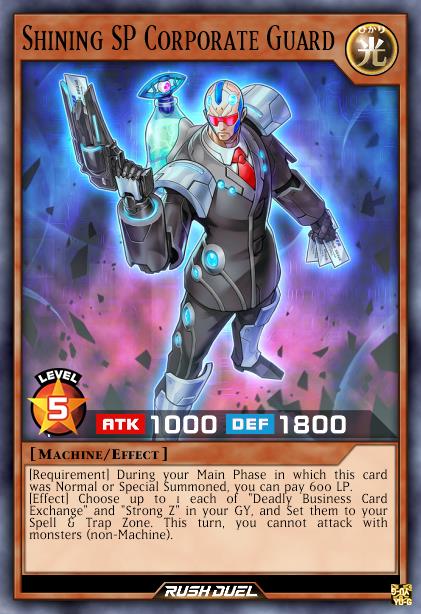 SHINING SP CORPORATE GUARD
ひかり
光
LEVEL
5
ATK 1000 DEF 1800
[MACHINE/EFFECT]
[Requirement] During your Main Phase in which this card
was Normal or Special Summoned, you can pay 600 LP.
[Effect] Choose up to 1 each of "Deadly Business Card
Exchange" and "Strong Z" in your GY, and Set them to your
Spell & Trap Zone. This turn, you cannot attack with
monsters (non-Machine).
RUSH DUEL